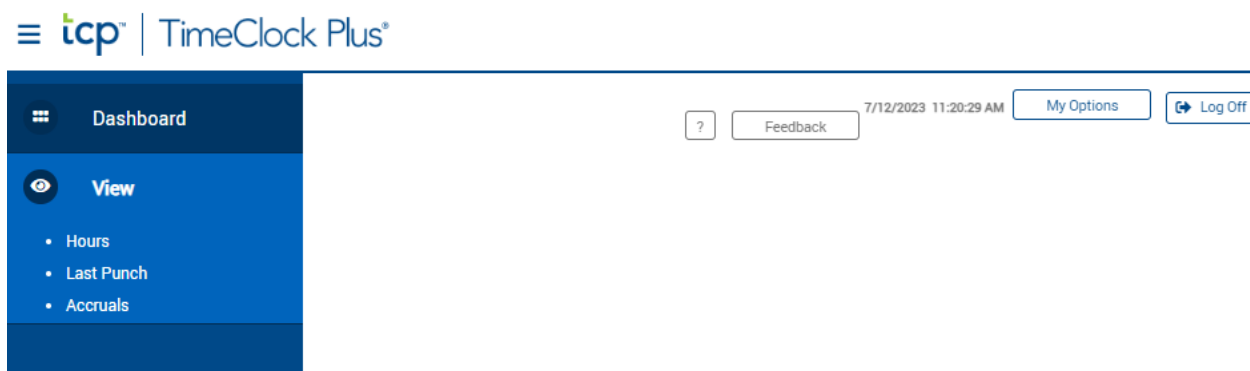 tcp™ | TimeClock Plus®
Dashboard
? Feedback 7/12/2023 11:20:29 AM My Options Log Off
View
• Hours
• Last Punch
• Accruals